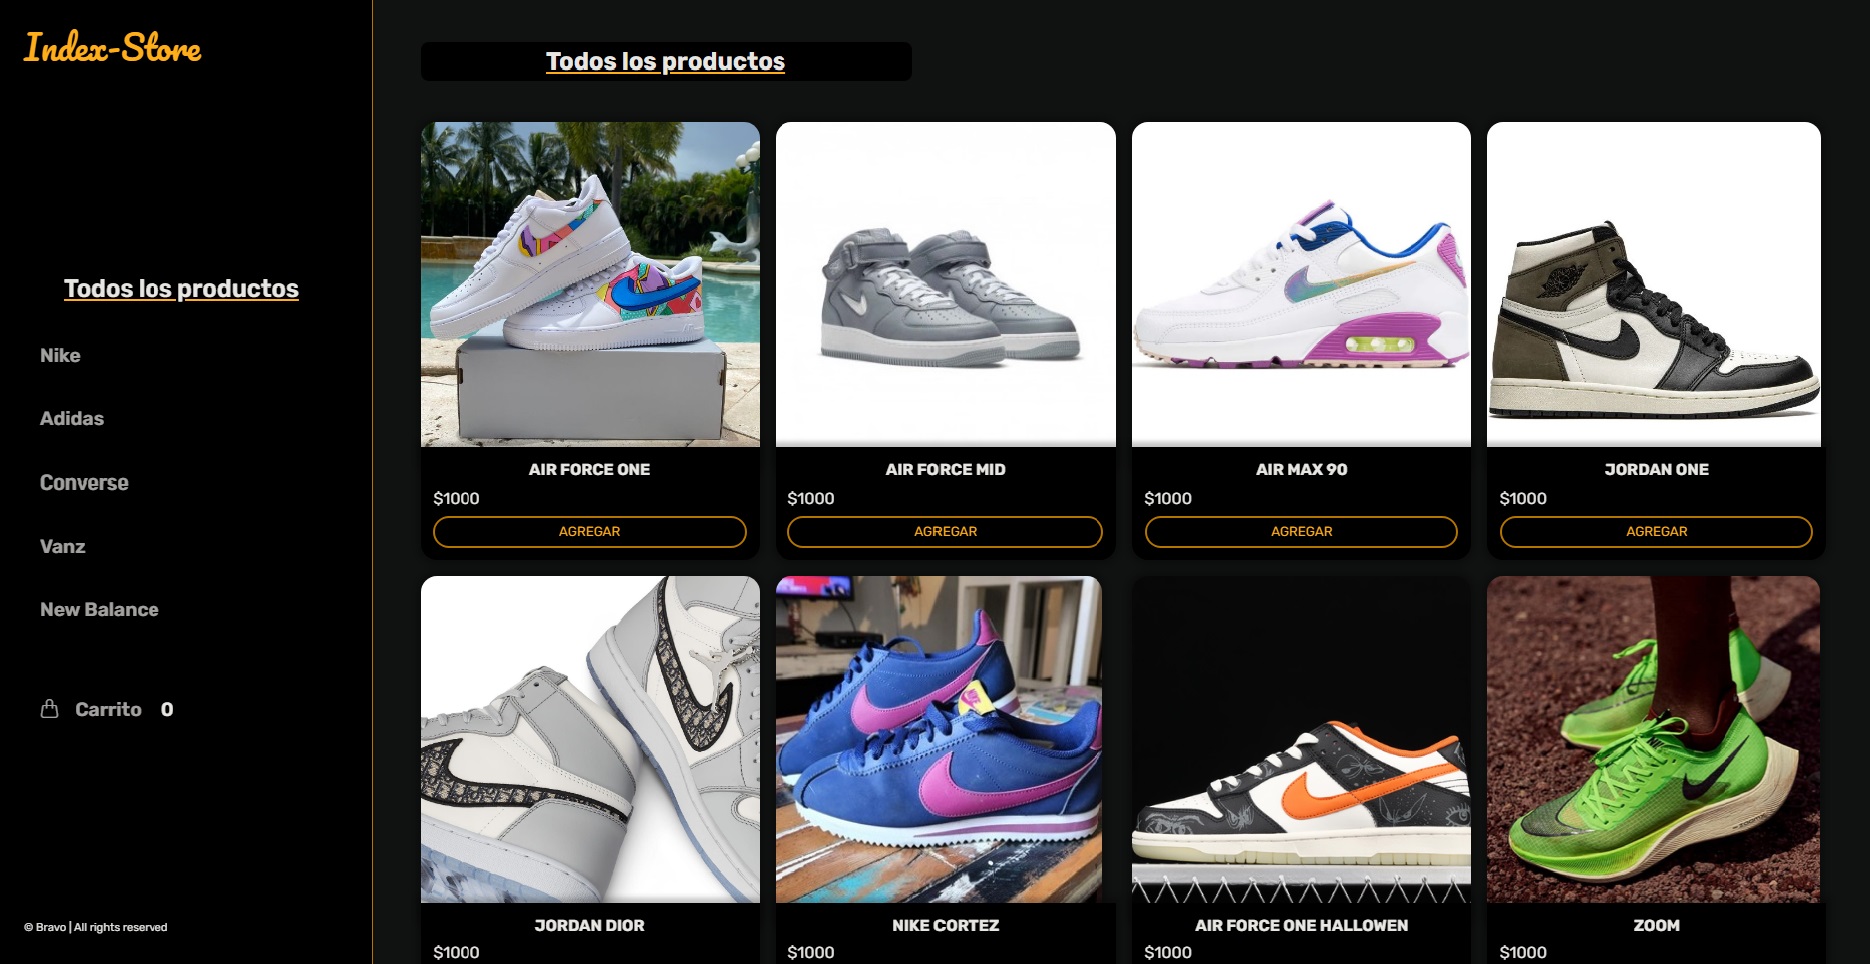 Index-Store
Todos los productos
Nike
Adidas
Converse
Vanz
New Balance
Carrito 0
© Bravo | All rights reserved
Todos los productos
AIR FORCE ONE
$1000
AGREGAR
AIR FORCE MID
$1000
AGREGAR
AIR MAX 90
$1000
AGREGAR
JORDAN ONE
$1000
AGREGAR
JORDAN DIOR
$1000
NIKE CORTEZ
$1000
AIR FORCE ONE HALLOWEN
$1000
ZOOM
$1000